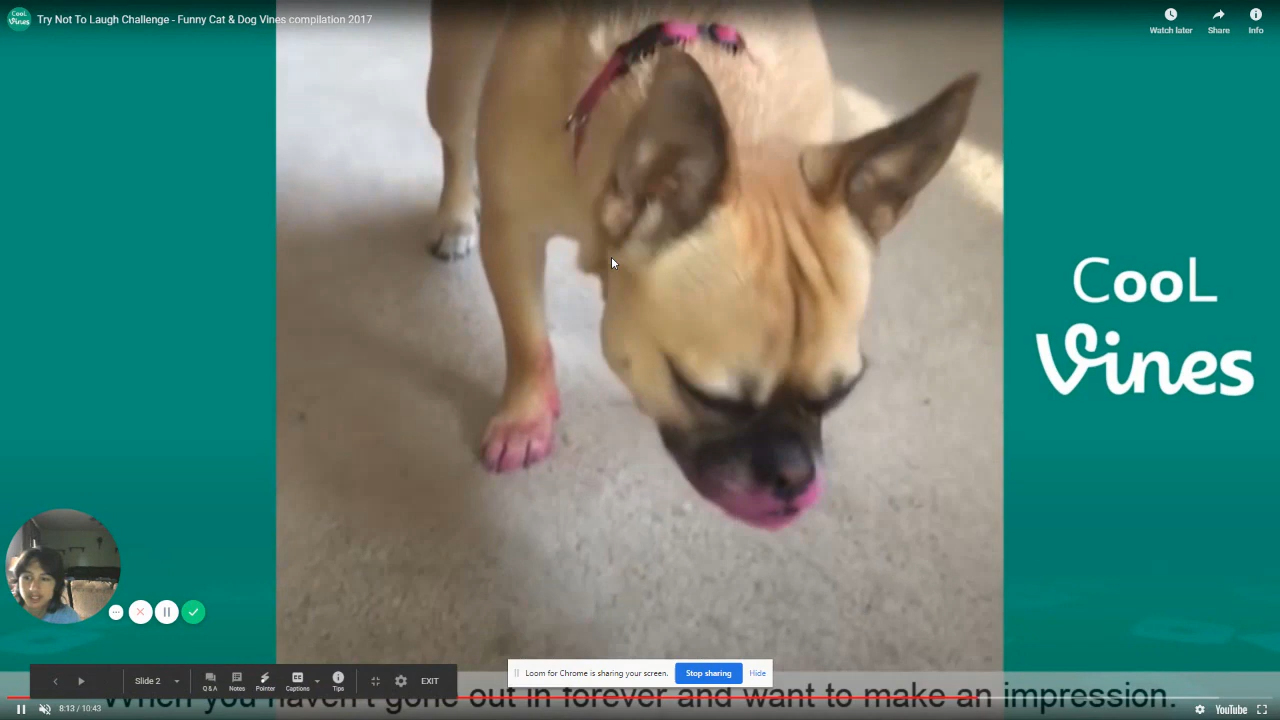 Cool
Vines
Try Not To Laugh Challenge - Funny Cat & Dog Vines compilation 2017
Watch later
Share
Info
CooL
Vines
Slide 2
Q&A
Notes
Pointer
Captions
Tips
EXIT
Loom for Chrome is sharing your screen.
Stop sharing
Hide
When you haven't gone out in forever and want to make an impression.
8:13 / 10:43
YouTube